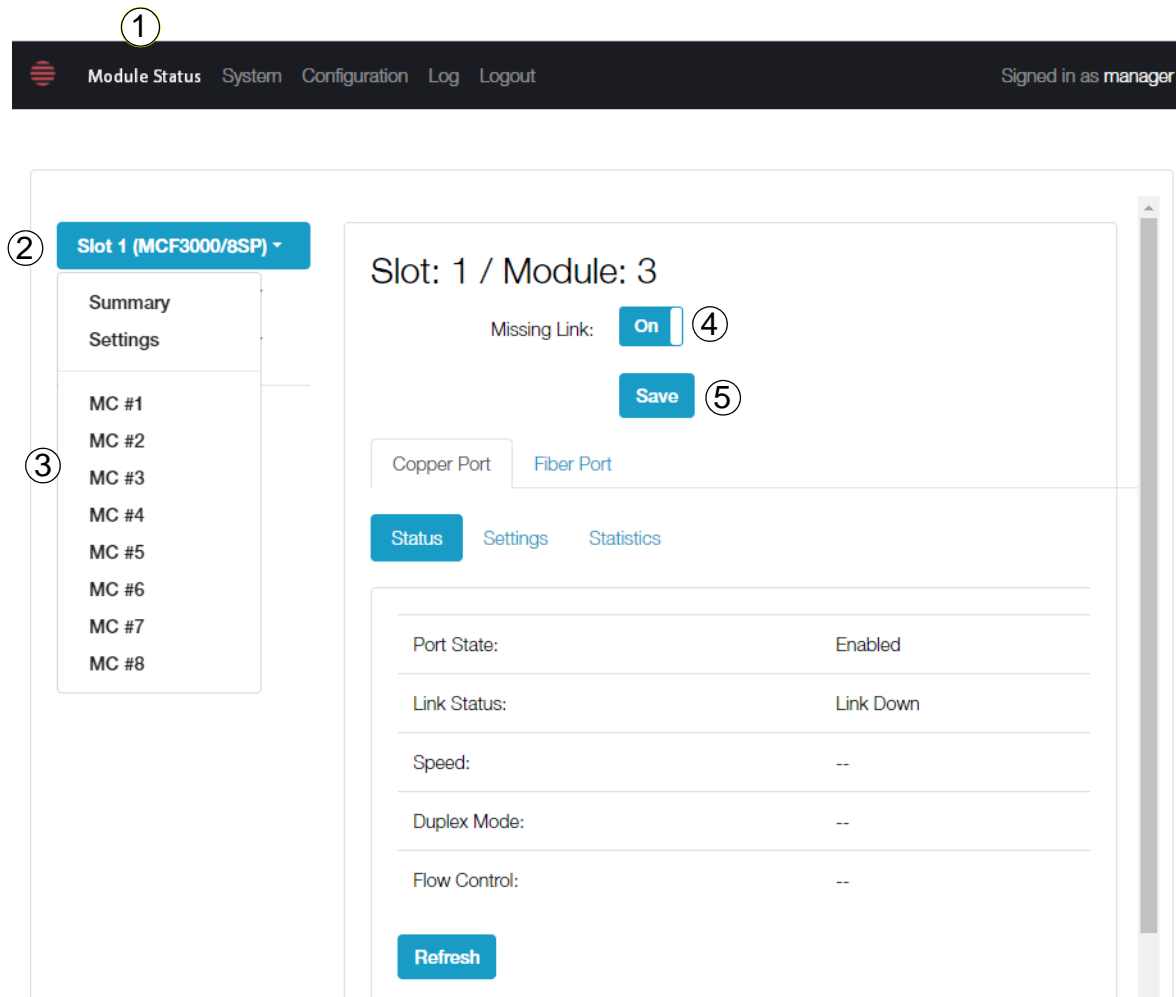 1
Module Status System Configuration Log Logout Signed in as manager
2 Slot 1 (MCF3000/8SP)
Summary
Settings
MC #1
MC #2
3 MC #3
MC #4
MC #5
MC #6
MC #7
MC #8
Slot: 1 / Module: 3
Missing Link: On 4
Save 5
Copper Port Fiber Port
Status Settings Statistics
Port State: Enabled
Link Status: Link Down
Speed: --
Duplex Mode: --
Flow Control: --
Refresh